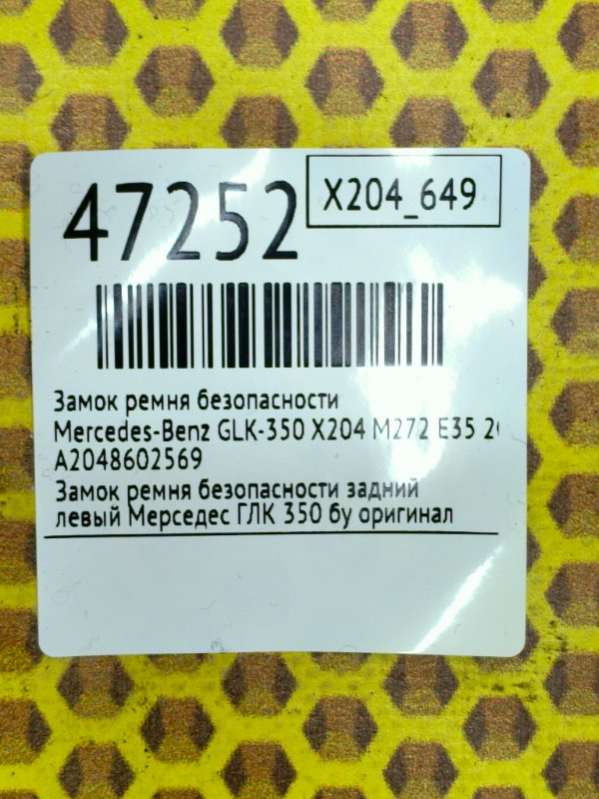 47252
X204_649
Замок ремня безопасности
Mercedes-Benz GLK-350 X204 M272 E35
A2048602569
Замок ремня безопасности задний
левый Мерседес ГЛК 350 бу оригинал